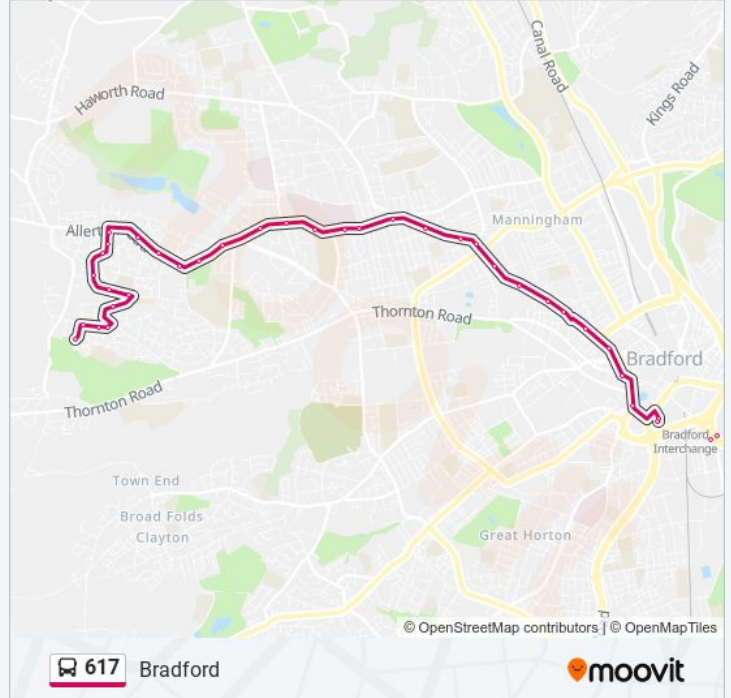 Canal Road
Kings Road
Haworth Road
Manningham
Allert
Thornton Road
Bradford
Thornton Road
Bradford
Interchange
Town End
Broad Folds
Clayton
Great Horton
© OpenStreetMap contributors | © OpenMapTiles
617 Bradford
moovit